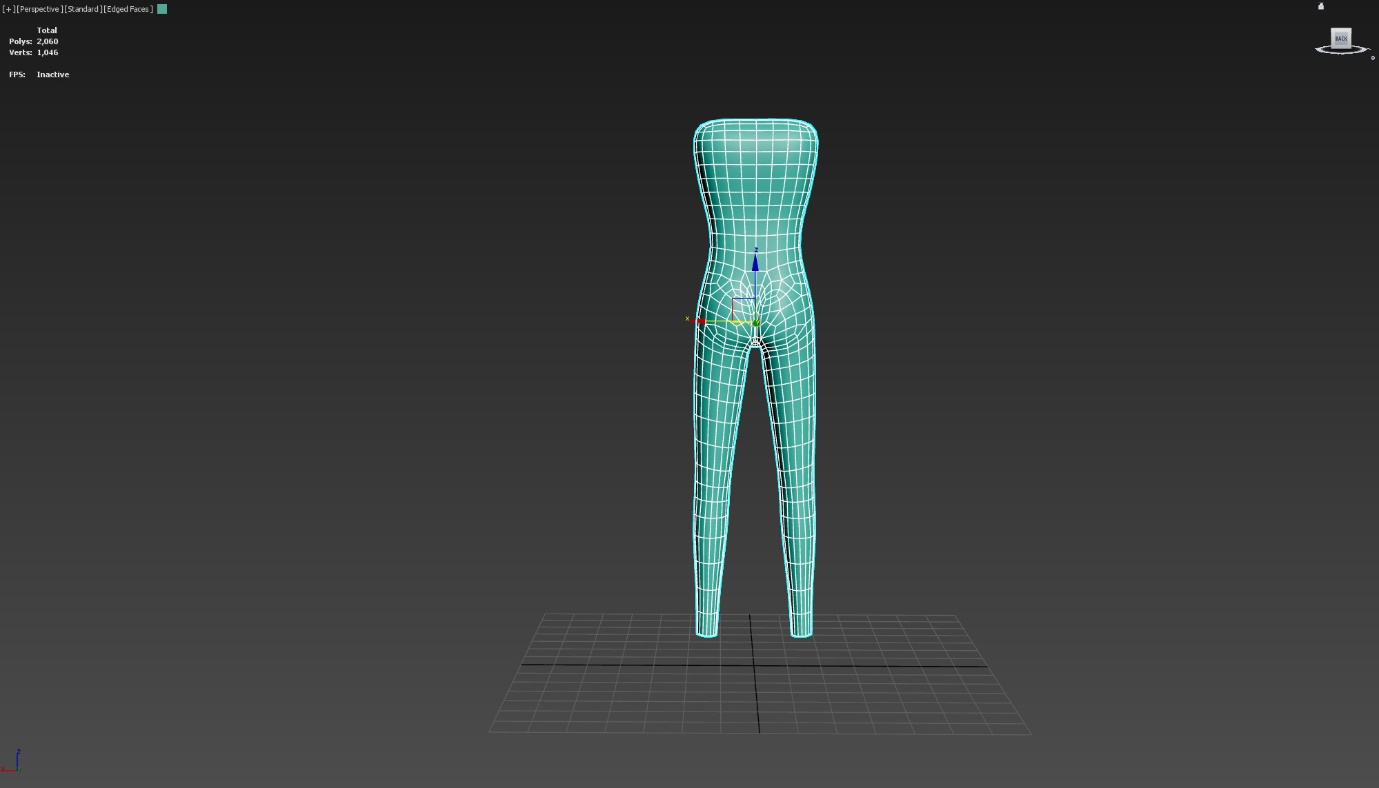 [+][Perspective][Standard][Edged Faces]
Total
Polys: 2,060
Verts: 1,046
FPS: Inactive
BACK
z
x
z
x